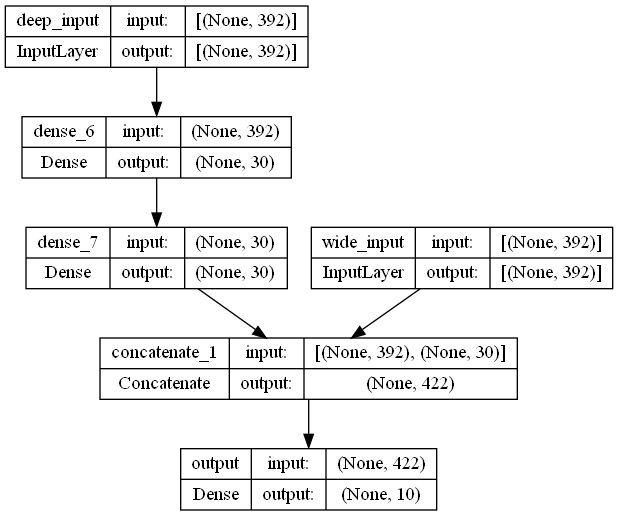 deep_input input: [(None, 392)]
InputLayer output: [(None, 392)]
dense_6 input: (None, 392)
Dense output: (None, 30)
dense_7 input: (None, 30)
Dense output: (None, 30)
wide_input input: [(None, 392)]
InputLayer output: [(None, 392)]
concatenate_1 input: [(None, 392), (None, 30)]
Concatenate output: (None, 422)
output input: (None, 422)
Dense output: (None, 10)